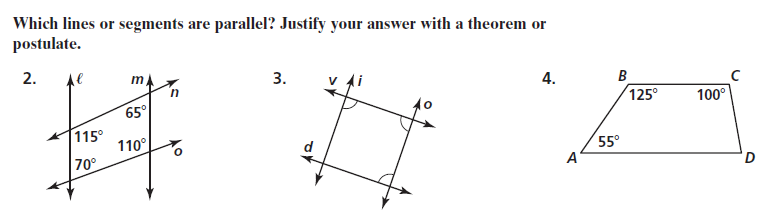 Which lines or segments are parallel? Justify your answer with a theorem or
postulate.
2. ℓ m n 65° 115° 110° o 70°
3. v i o d
4. B C 125° 100° 55° A D